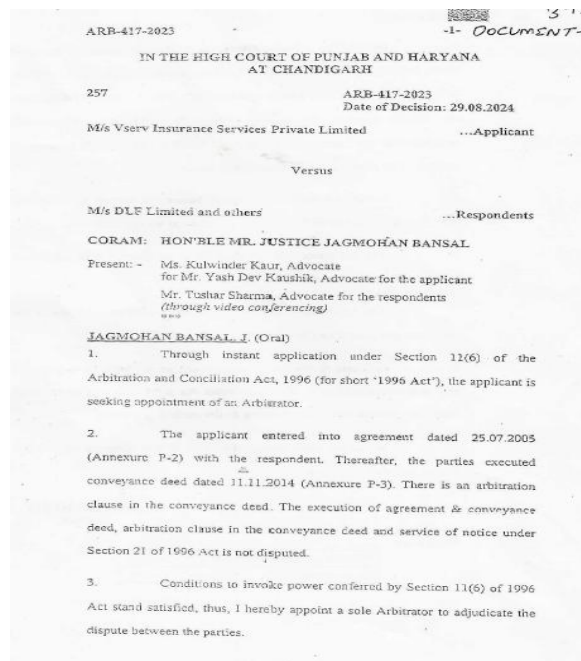 ARB-417-2023
-1- DOCUMENT-
IN THE HIGH COURT OF PUNJAB AND HARYANA
AT CHANDIGARH
257 ARB-417-2023
Date of Decision: 29.08.2024
M/s Vserv Insurance Services Private Limited ...Applicant
Versus
M/s DLF Limited and others ...Respondents
CORAM: HON'BLE MR. JUSTICE JAGMOHAN BANSAL
Present: - Ms. Kulwinder Kaur, Advocate
for Mr. Yash Dev Kaushik, Advocate for the applicant
Mr. Tushar Sharma, Advocate for the respondents
(through video conferencing)
***
JAGMOHAN BANSAL, J. (Oral)
1. Through instant application under Section 11(6) of the
Arbitration and Conciliation Act, 1996 (for short '1996 Act'), the applicant is
seeking appointment of an Arbitrator.
2. The applicant entered into agreement dated 25.07.2005
(Annexure P-2) with the respondent. Thereafter, the parties executed
conveyance deed dated 11.11.2014 (Annexure P-3). There is an arbitration
clause in the conveyance deed. The execution of agreement & conveyance
deed, arbitration clause in the conveyance deed and service of notice under
Section 21 of 1996 Act is not disputed.
3. Conditions to invoke power conferred by Section 11(6) of 1996
Act stand satisfied, thus, I hereby appoint a sole Arbitrator to adjudicate the
dispute between the parties.